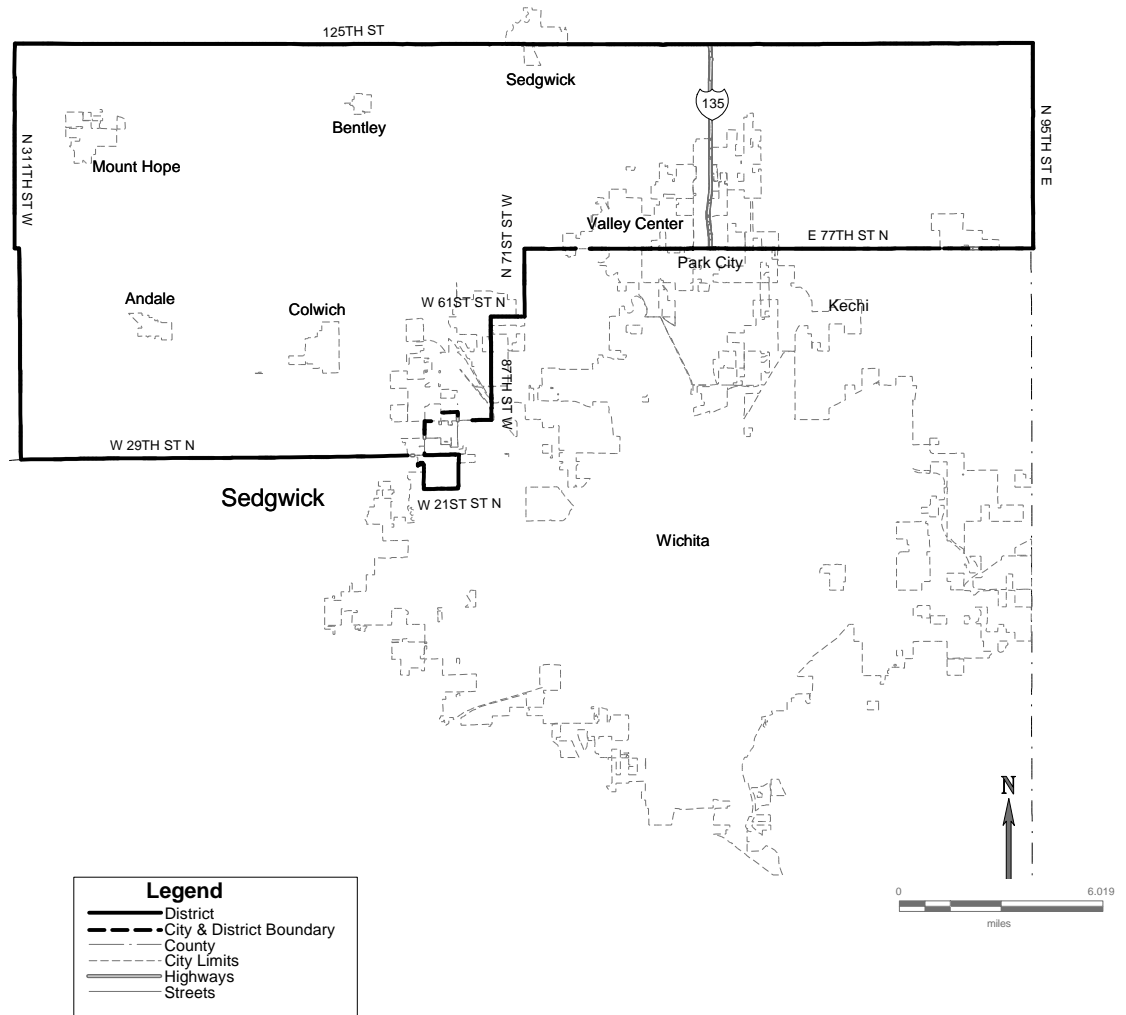 125TH ST
Sedgwick
135
Bentley
Mount Hope
N 311TH ST W
N 95TH ST E
N 71ST ST W
Valley Center
E 77TH ST N
Park City
Andale
Colwich
W 61ST ST N
Kechi
87TH ST W
W 29TH ST N
Sedgwick
W 21ST ST N
Wichita
N
0 6.019
miles
Legend
District
City & District Boundary
County
City Limits
Highways
Streets